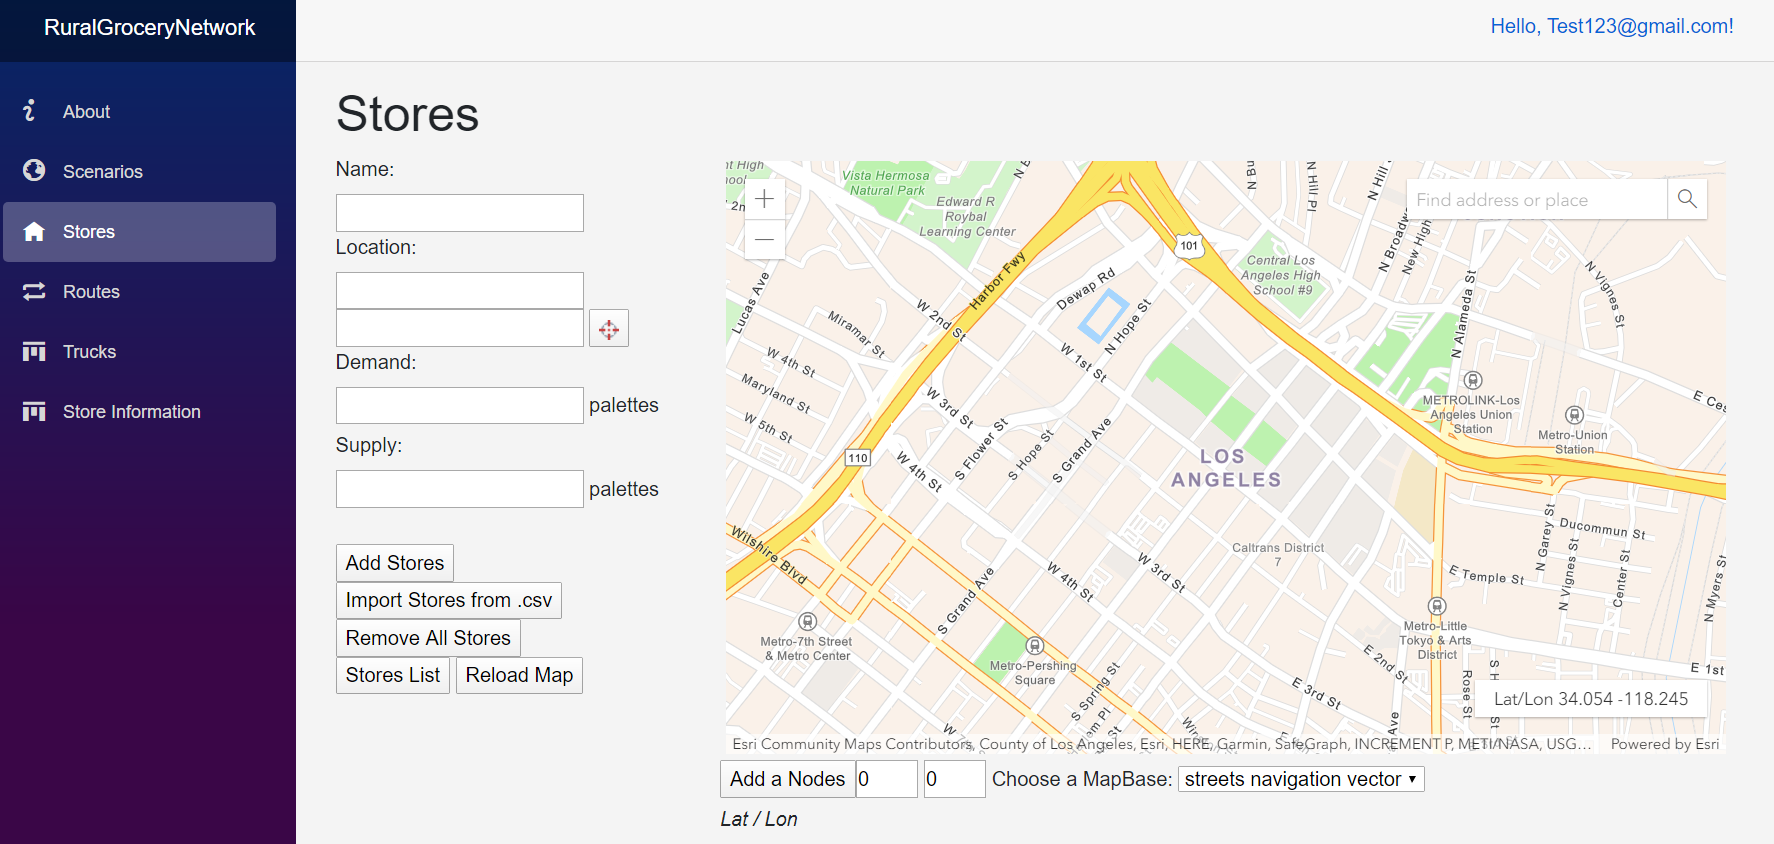 RuralGroceryNetwork
Hello, Test123@gmail.com!
About
Scenarios
Stores
Routes
Trucks
Store Information
Stores
Name:
Location:
Demand:
palettes
Supply:
palettes
Add Stores
Import Stores from .csv
Remove All Stores
Stores List
Reload Map
Find address or place
Vista Hermosa
Natural Park
Edward R
Roybal
Learning Center
Harbor Fwy
101
Central Los
Angeles High
School #9
N Hill Pl
N Hill
N Broadw
New High
N Alameda St
N Vignes St
Lucas Ave
Miramar St
W 2nd St
Dewap Rd
N Hope St
W 1st St
W 4th St
Maryland St
W 5th St
W 3rd St
S Flower St
S Hope St
S Grand Ave
METROLINK-Los
Angeles Union
Station
Metro-Union
Station
E Ces
110
W 4th St
LOS
ANGELES
Wilshire Blvd
Caltrans District
7
Ducommun St
N Garey St
N Vignes St
Center St
N Myers St
E Temple St
W 3rd St
W 4th St
S Grand Ave
Metro-7th Street
& Metro Center
Metro-Pershing
Square
Metro-Little
Tokyo & Arts
District
E 2nd St
E 3rd St
E 1st
Rose St
S Spring St
Lat/Lon 34.054 -118.245
Esri Community Maps Contributors, County of Los Angeles, Esri, HERE, Garmin, SafeGraph, INCREMENT P, METI/NASA, USG…
Powered by Esri
Add a Nodes
0
0
Choose a MapBase:
streets navigation vector
Lat / Lon